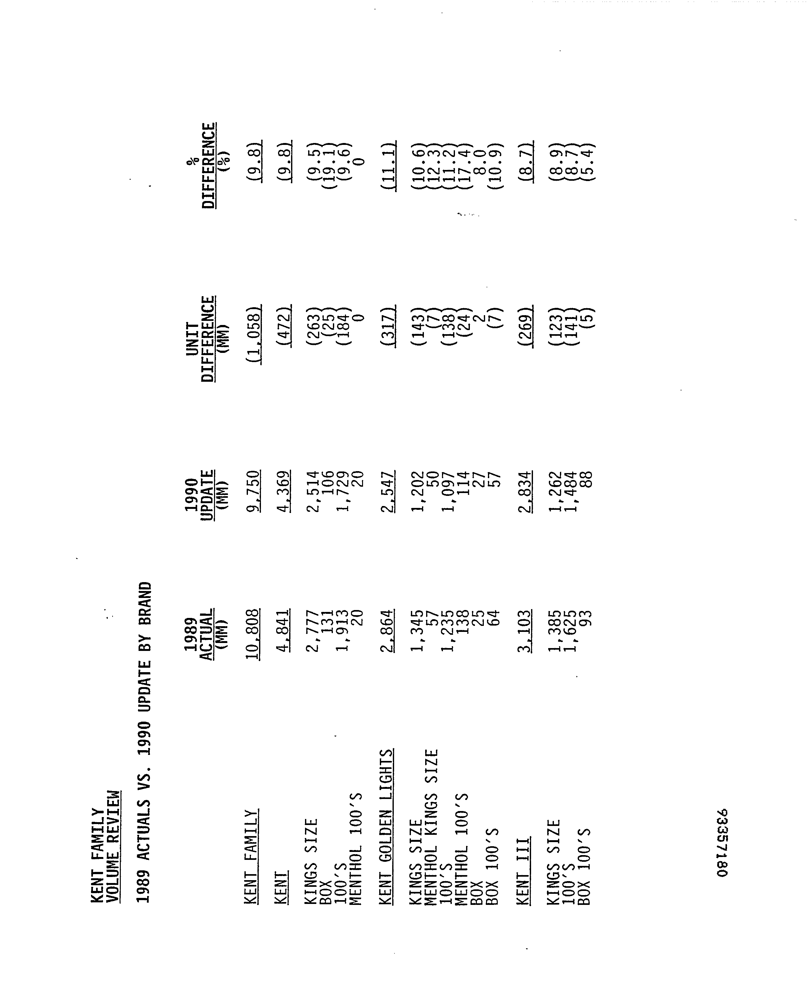 KENT FAMILY
VOLUME REVIEW
1989 ACTUALS VS. 1990 UPDATE BY BRAND
1989 1990 UNIT %
ACTUAL UPDATE DIFFERENCE DIFFERENCE
(MM) (MM) (MM) (%)
KENT FAMILY 10,808 9,750 (1,058) (9.8)
KENT 4,841 4,369 (472) (9.8)
KINGS SIZE 2,777 2,514 (263) (9.5)
BOX 131 106 (25) (19.1)
100'S 1,913 1,729 (184) (9.6)
MENTHOL 100'S 20 20 0 0
KENT GOLDEN LIGHTS 2,864 2,547 (317) (11.1)
KINGS SIZE 1,345 1,202 (143) (10.6)
MENTHOL KINGS SIZE 57 50 (7) (12.3)
100'S 1,235 1,097 (138) (11.2)
MENTHOL 100'S 138 114 (24) (17.4)
BOX 25 27 2 8.0
BOX 100'S 64 57 (7) (10.9)
KENT III 3,103 2,834 (269) (8.7)
KINGS SIZE 1,385 1,262 (123) (8.9)
100'S 1,625 1,484 (141) (8.7)
BOX 100'S 93 88 (5) (5.4)
93357180